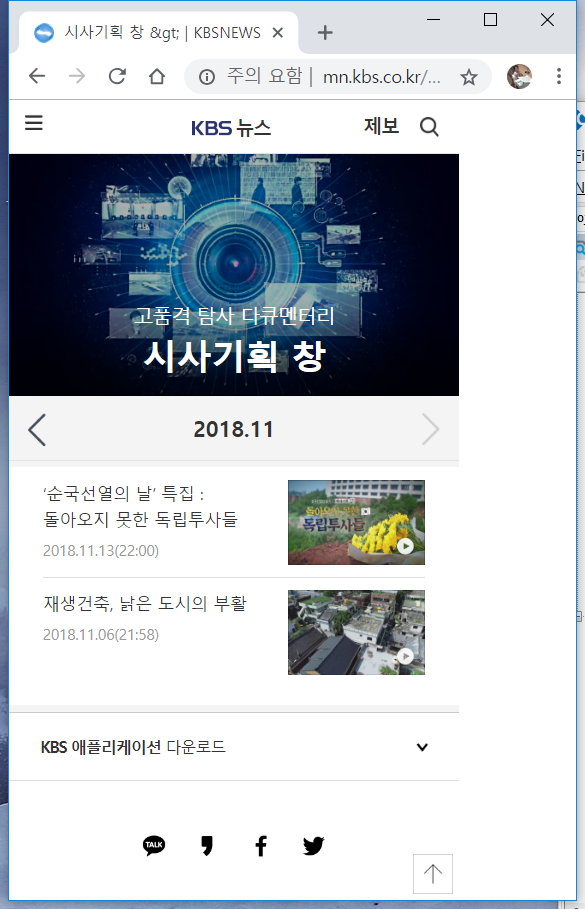 시사기획 창 &gt; | KBSNEWS
주의 요함 | mn.kbs.co.kr/...
KBS 뉴스
제보
고품격 탐사 다큐멘터리
시사기획 창
2018.11
‘순국선열의 날’ 특집 :
돌아오지 못한 독립투사들
2018.11.13(22:00)
돌아오지 못한
독립투사들
재생건축, 낡은 도시의 부활
2018.11.06(21:58)
KBS 애플리케이션 다운로드
TALK